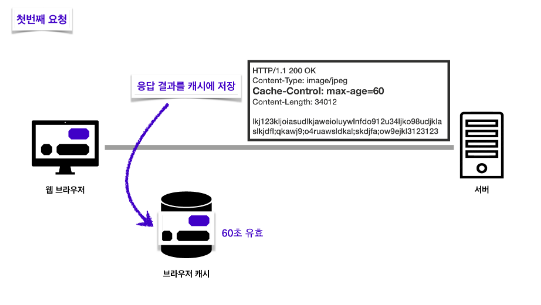 첫번째 요청
응답 결과를 캐시에 저장
HTTP/1.1 200 OK
Content-Type: image/jpeg
Cache-Control: max-age=60
Content-Length: 34012
lkj123kljoiasudlkjaweioluywlnfdo912u34ljko98udjkla
slkjdfl;qkawj9;o4ruawsldkal;skdjfa;ow9ejkl3123123
웹 브라우저
서버
60초 유효
브라우저 캐시